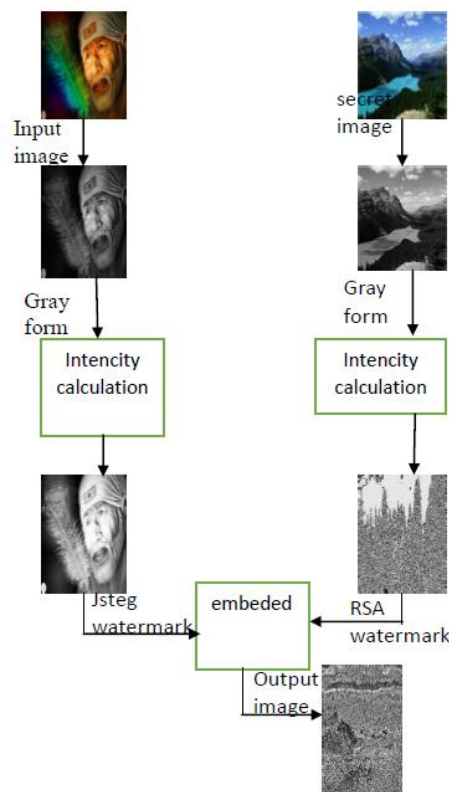 Input
image
secret
image
Gray
form
Gray
form
Intencity
calculation
Intencity
calculation
Jsteg
watermark
embeded
RSA
watermark
Output
image